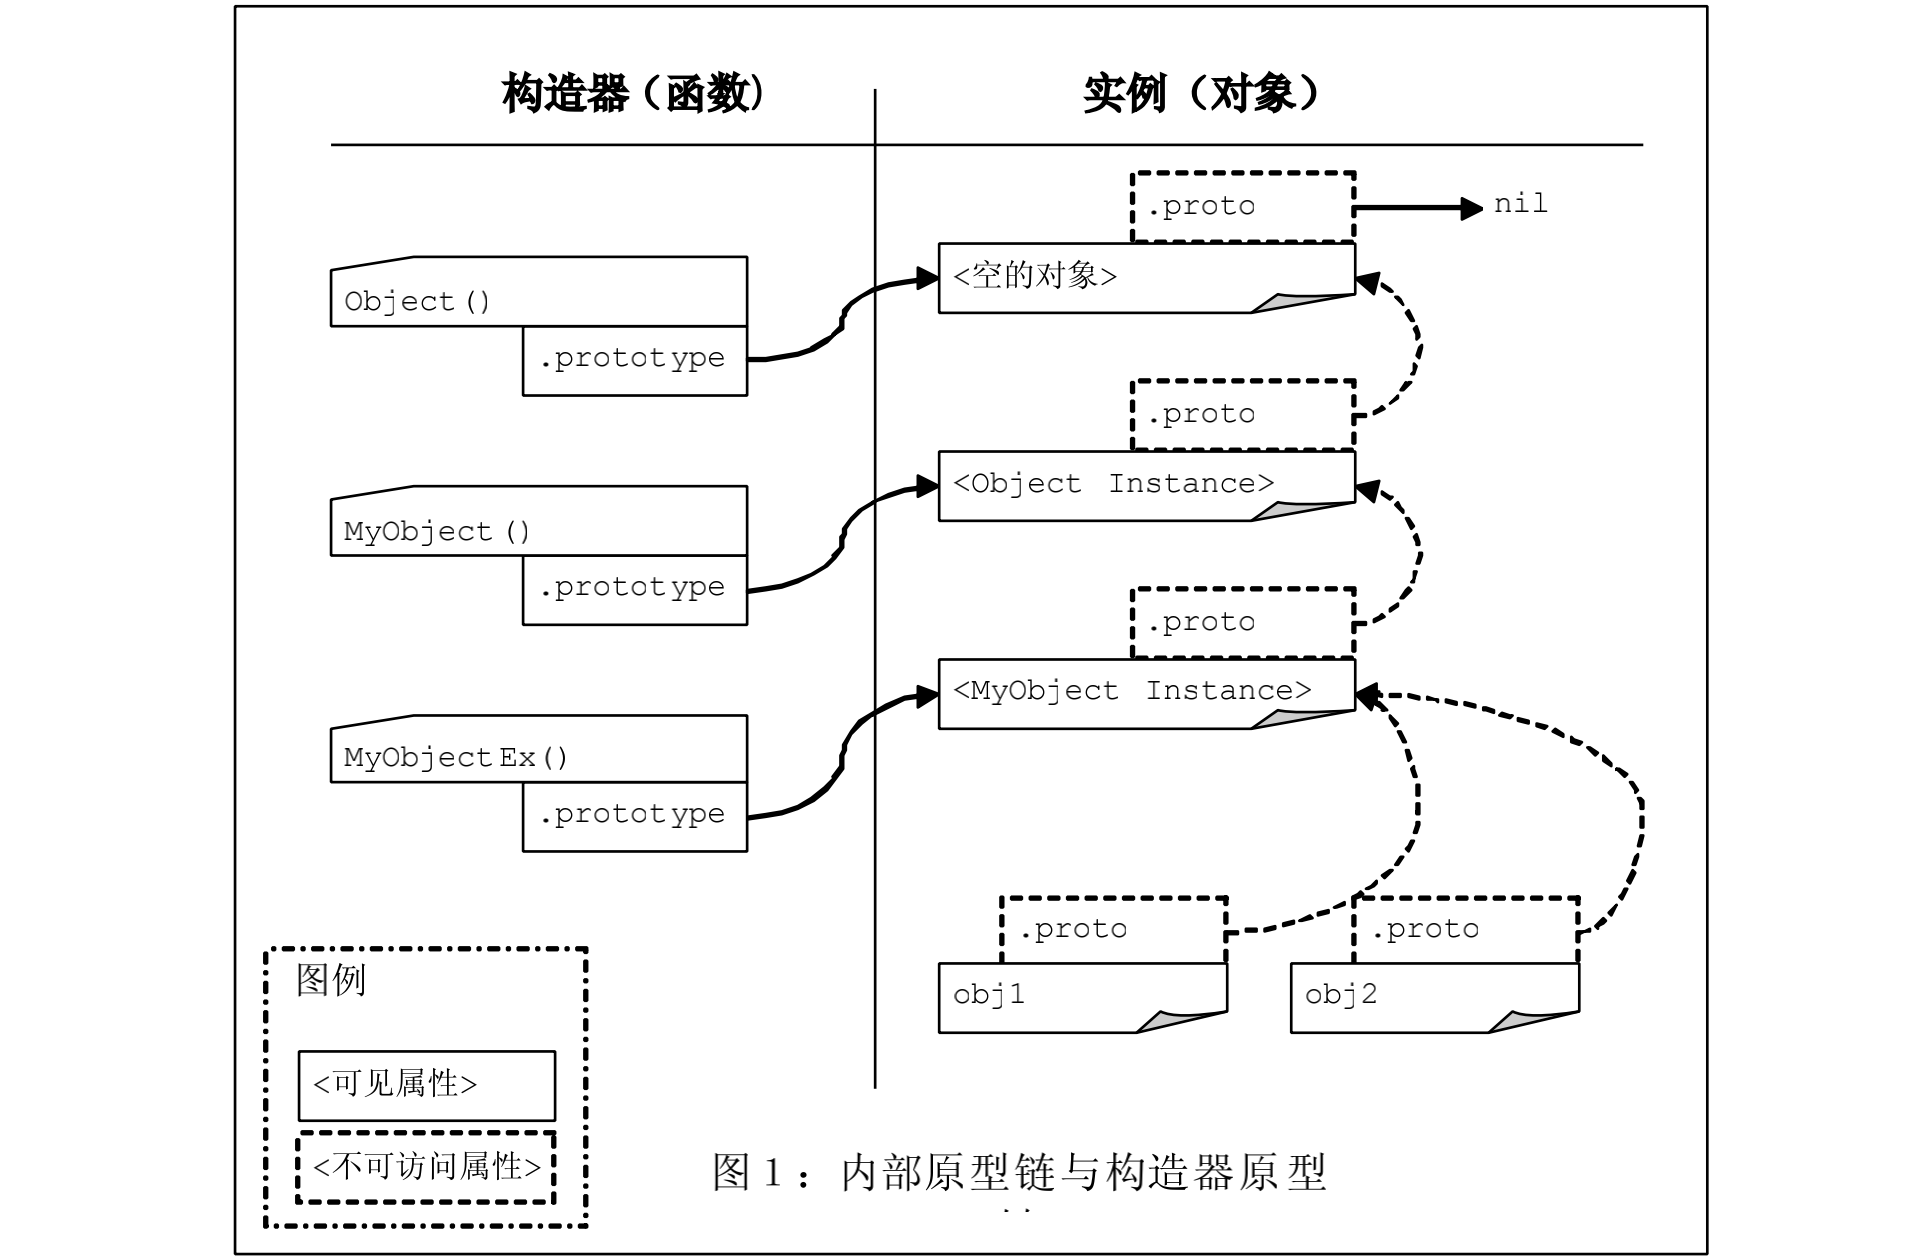 构造器（函数）
实例（对象）
.proto
nil
<空的对象>
Object()
.prototype
.proto
<Object Instance>
MyObject()
.prototype
.proto
<MyObject Instance>
MyObjectEx()
.prototype
.proto
.proto
obj1
obj2
图例
<可见属性>
<不可访问属性>
图1：内部原型链与构造器原型